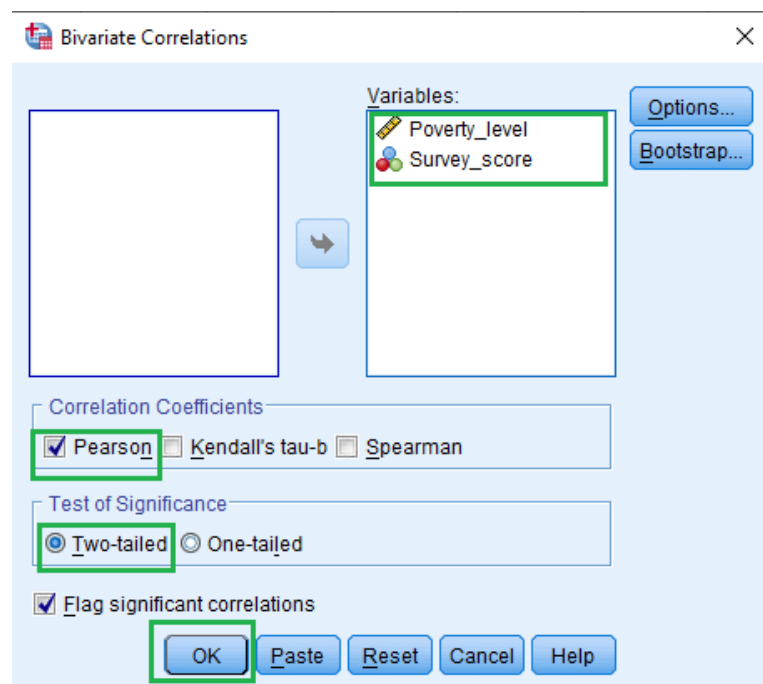 Bivariate Correlations
Variables:
Poverty_level
Survey_score
Options...
Bootstrap...
Correlation Coefficients
Pearson Kendall's tau-b Spearman
Test of Significance
Two-tailed One-tailed
Flag significant correlations
OK Paste Reset Cancel Help